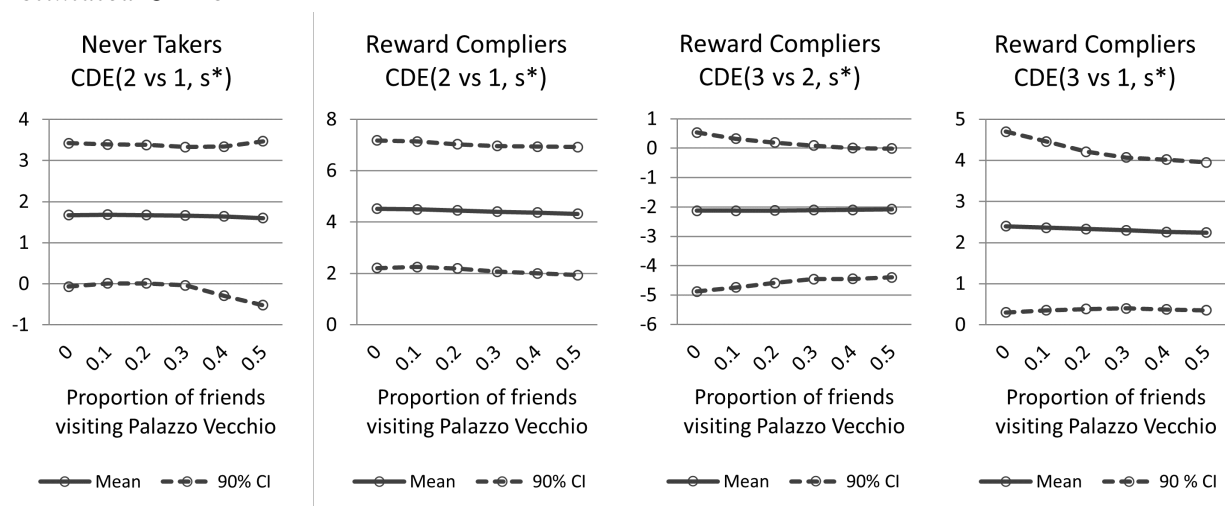 Never Takers
CDE(2 vs 1, s*)
4
3
2
1
0
-1
0
0.1
0.2
0.3
0.4
0.5
Proportion of friends
visiting Palazzo Vecchio
Mean
90% CI
Reward Compliers
CDE(2 vs 1, s*)
8
6
4
2
0
0
0.1
0.2
0.3
0.4
0.5
Proportion of friends
visiting Palazzo Vecchio
Mean
90% CI
Reward Compliers
CDE(3 vs 2, s*)
1
0
-1
-2
-3
-4
-5
-6
0
0.1
0.2
0.3
0.4
0.5
Proportion of friends
visiting Palazzo Vecchio
Mean
90% CI
Reward Compliers
CDE(3 vs 1, s*)
5
4
3
2
1
0
0
0.1
0.2
0.3
0.4
0.5
Proportion of friends
visiting Palazzo Vecchio
Mean
90 % CI